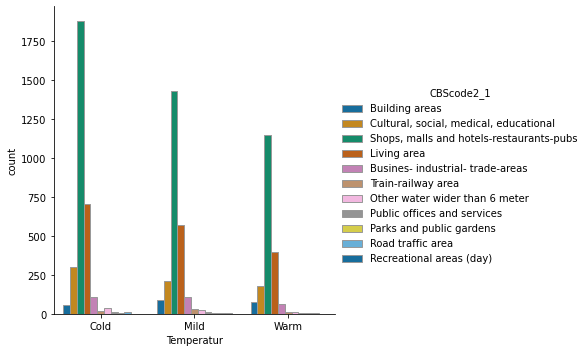 1750
1500
1250
1000
750
500
250
0
count
Cold
Mild
Warm
Temperatur
CBScode2_1
Building areas
Cultural, social, medical, educational
Shops, malls and hotels-restaurants-pubs
Living area
Busines- industrial- trade-areas
Train-railway area
Other water wider than 6 meter
Public offices and services
Parks and public gardens
Road traffic area
Recreational areas (day)